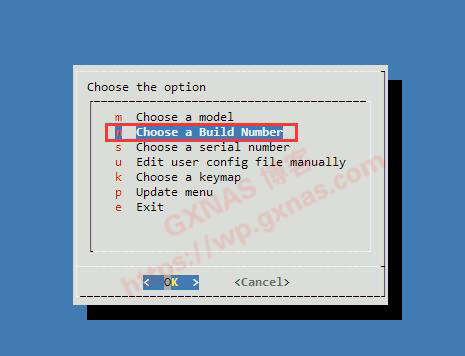 Choose the option
m Choose a model
n Choose a Build Number
s Choose a serial number
u Edit user config file manually
k Choose a keymap
p Update menu
e Exit
GXNAS 博客
https://wp.gxnas.com
< OK > <Cancel>